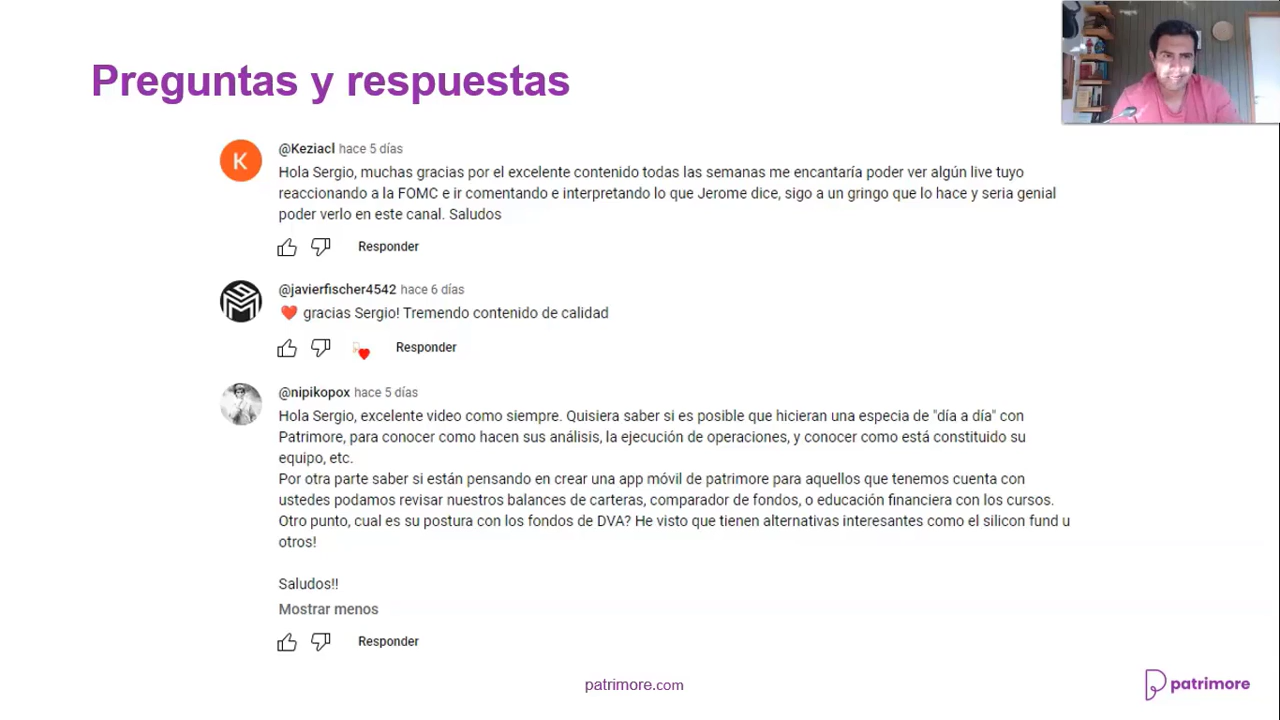 Preguntas y respuestas
K
@Keziacl hace 5 días
Hola Sergio, muchas gracias por el excelente contenido todas las semanas me encantaría poder ver algún live tuyo
reaccionando a la FOMC e ir comentando e interpretando lo que Jerome dice, sigo a un gringo que lo hace y seria genial
poder verlo en este canal. Saludos
Responder
@javierfischer4542 hace 6 días
❤️ gracias Sergio! Tremendo contenido de calidad
Responder
@nipikopox hace 5 días
Hola Sergio, excelente video como siempre. Quisiera saber si es posible que hicieran una especia de "día a día" con
Patrimore, para conocer como hacen sus análisis, la ejecución de operaciones, y conocer como está constituido su
equipo, etc.
Por otra parte saber si están pensando en crear una app móvil de patrimore para aquellos que tenemos cuenta con
ustedes podamos revisar nuestros balances de carteras, comparador de fondos, o educación financiera con los cursos.
Otro punto, cual es su postura con los fondos de DVA? He visto que tienen alternativas interesantes como el silicon fund u
otros!
Saludos!!
Mostrar menos
Responder
patrimore.com
patrimore